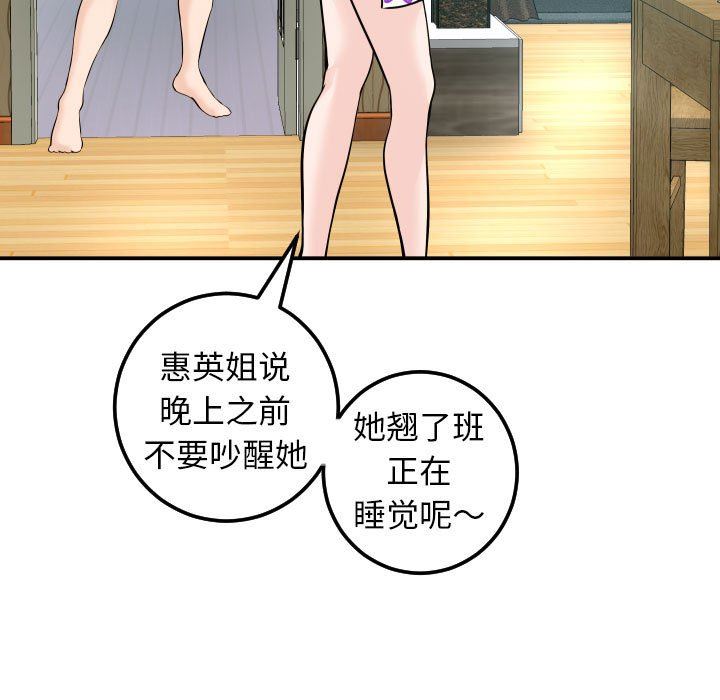 惠英姐说
晚上之前
不要吵醒她
她翘了班
正在
睡觉呢～